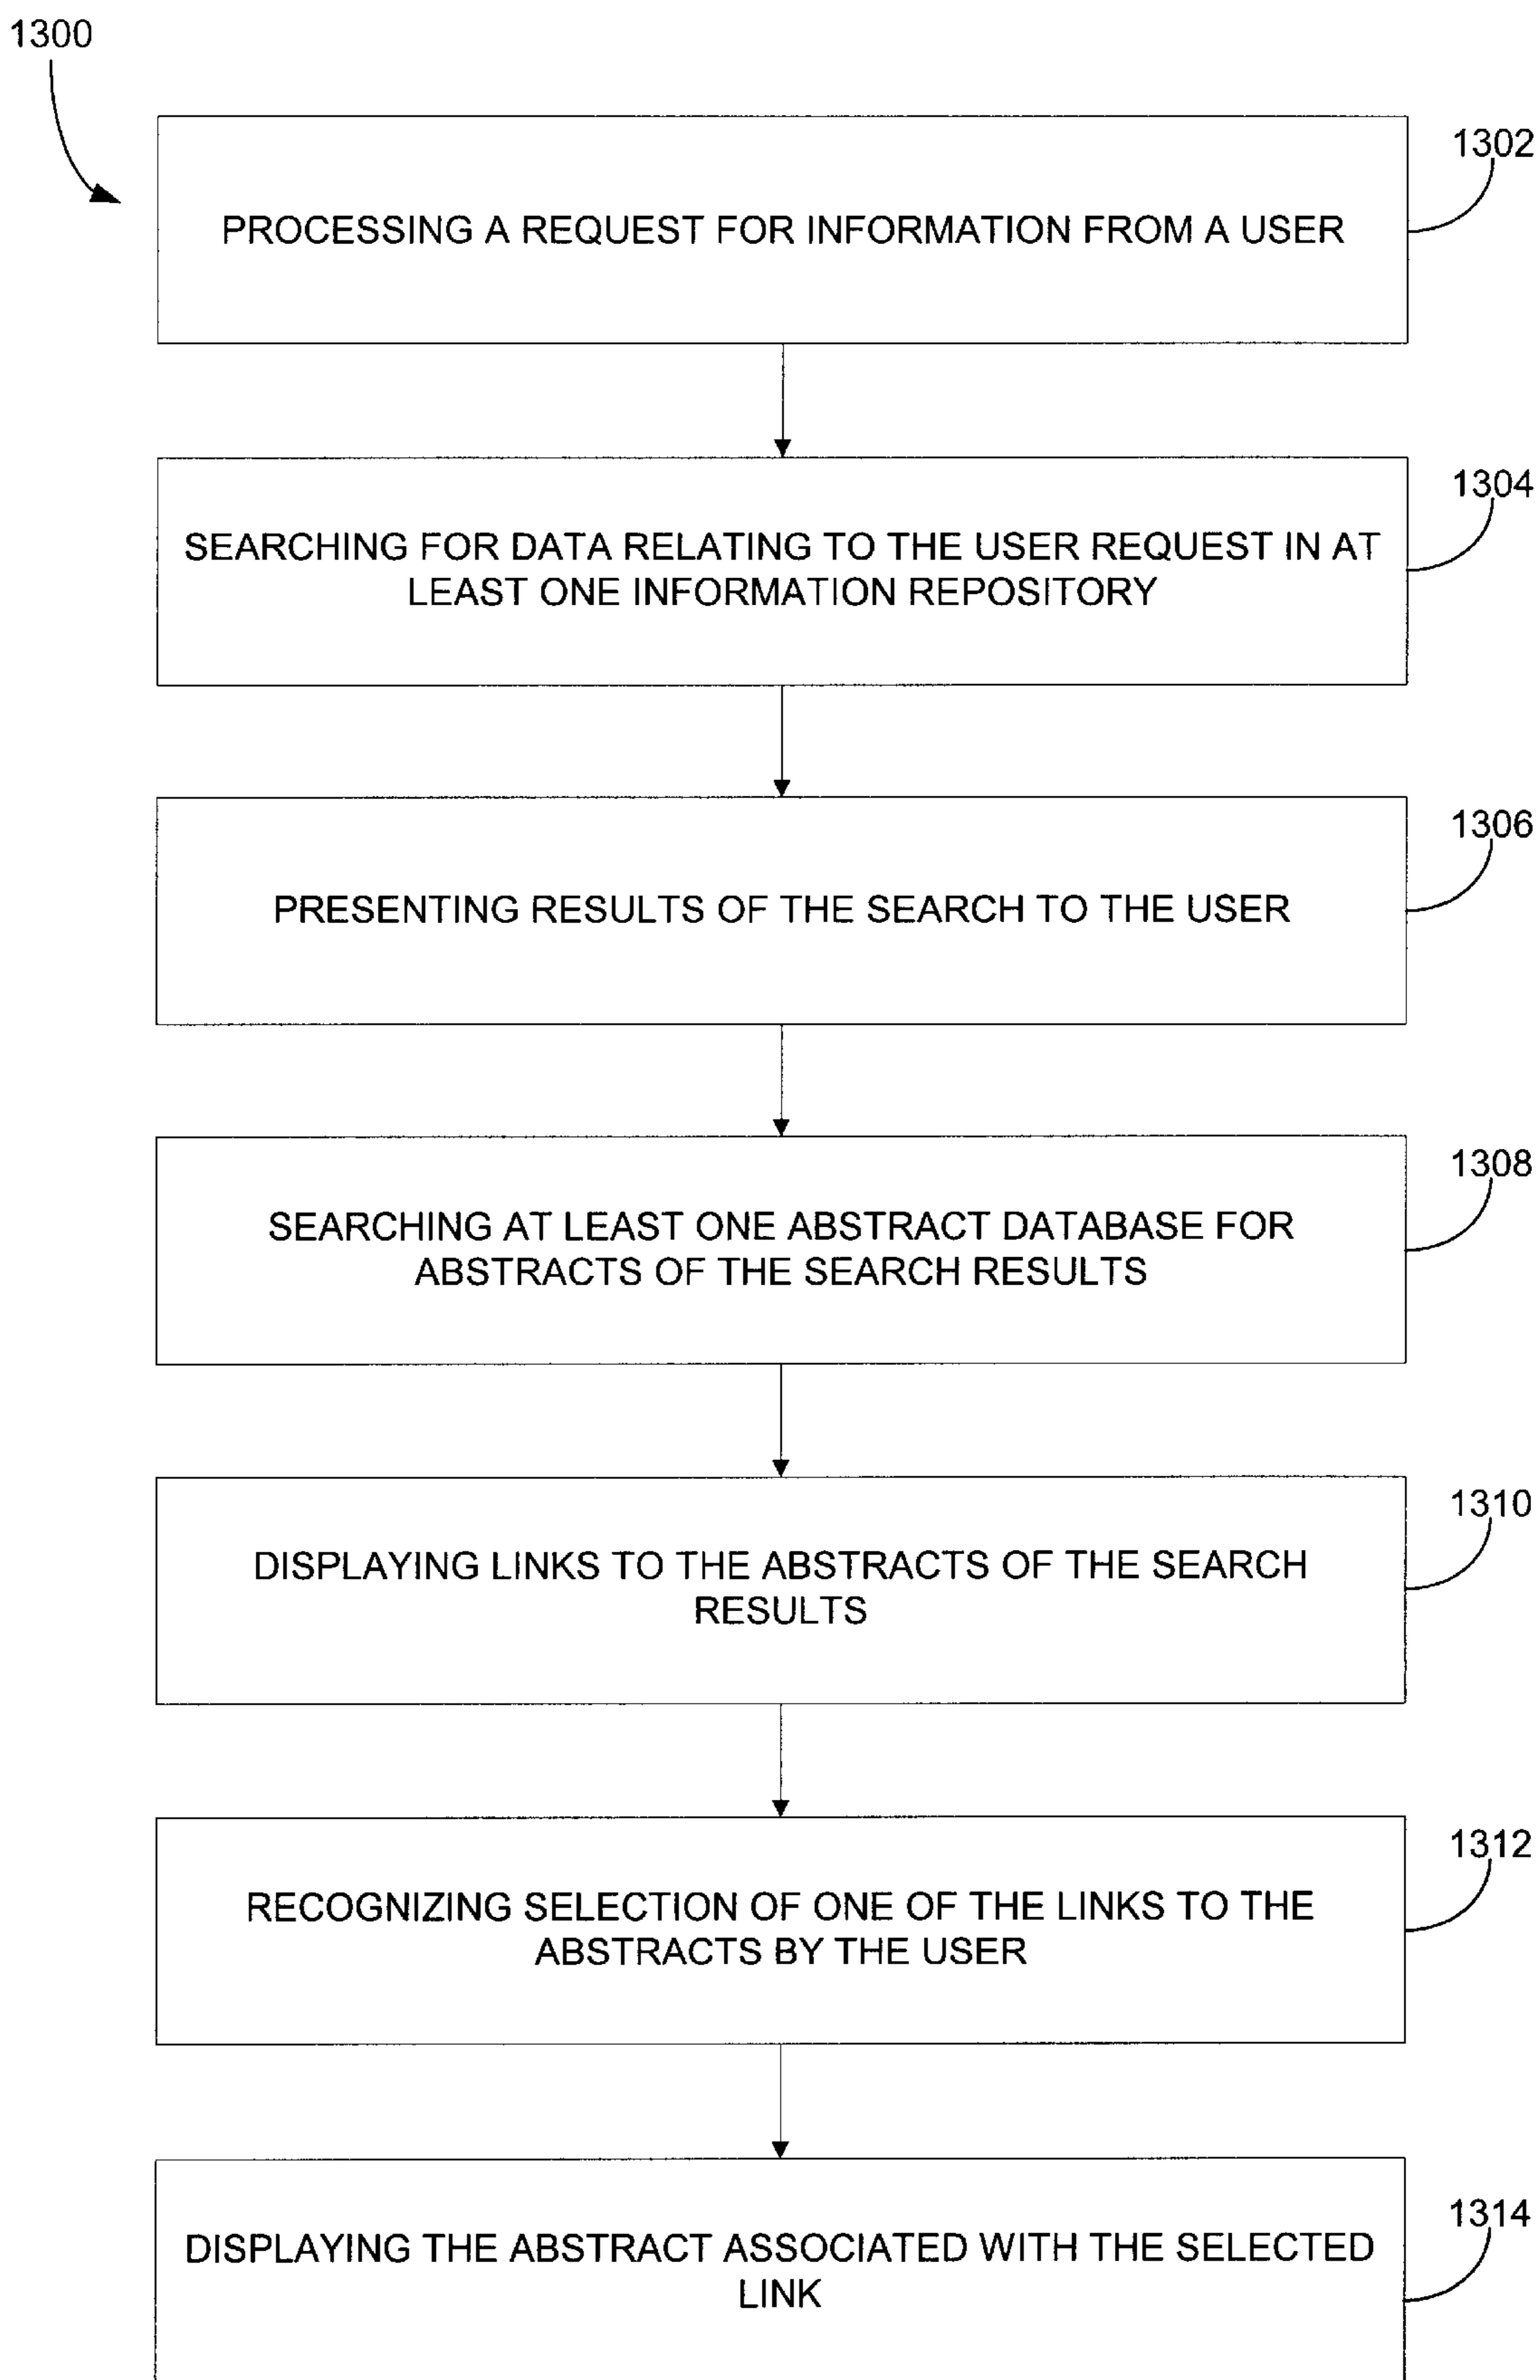 1300
1302
PROCESSING A REQUEST FOR INFORMATION FROM A USER
1304
SEARCHING FOR DATA RELATING TO THE USER REQUEST IN AT
LEAST ONE INFORMATION REPOSITORY
1306
PRESENTING RESULTS OF THE SEARCH TO THE USER
1308
SEARCHING AT LEAST ONE ABSTRACT DATABASE FOR
ABSTRACTS OF THE SEARCH RESULTS
1310
DISPLAYING LINKS TO THE ABSTRACTS OF THE SEARCH
RESULTS
1312
RECOGNIZING SELECTION OF ONE OF THE LINKS TO THE
ABSTRACTS BY THE USER
1314
DISPLAYING THE ABSTRACT ASSOCIATED WITH THE SELECTED
LINK